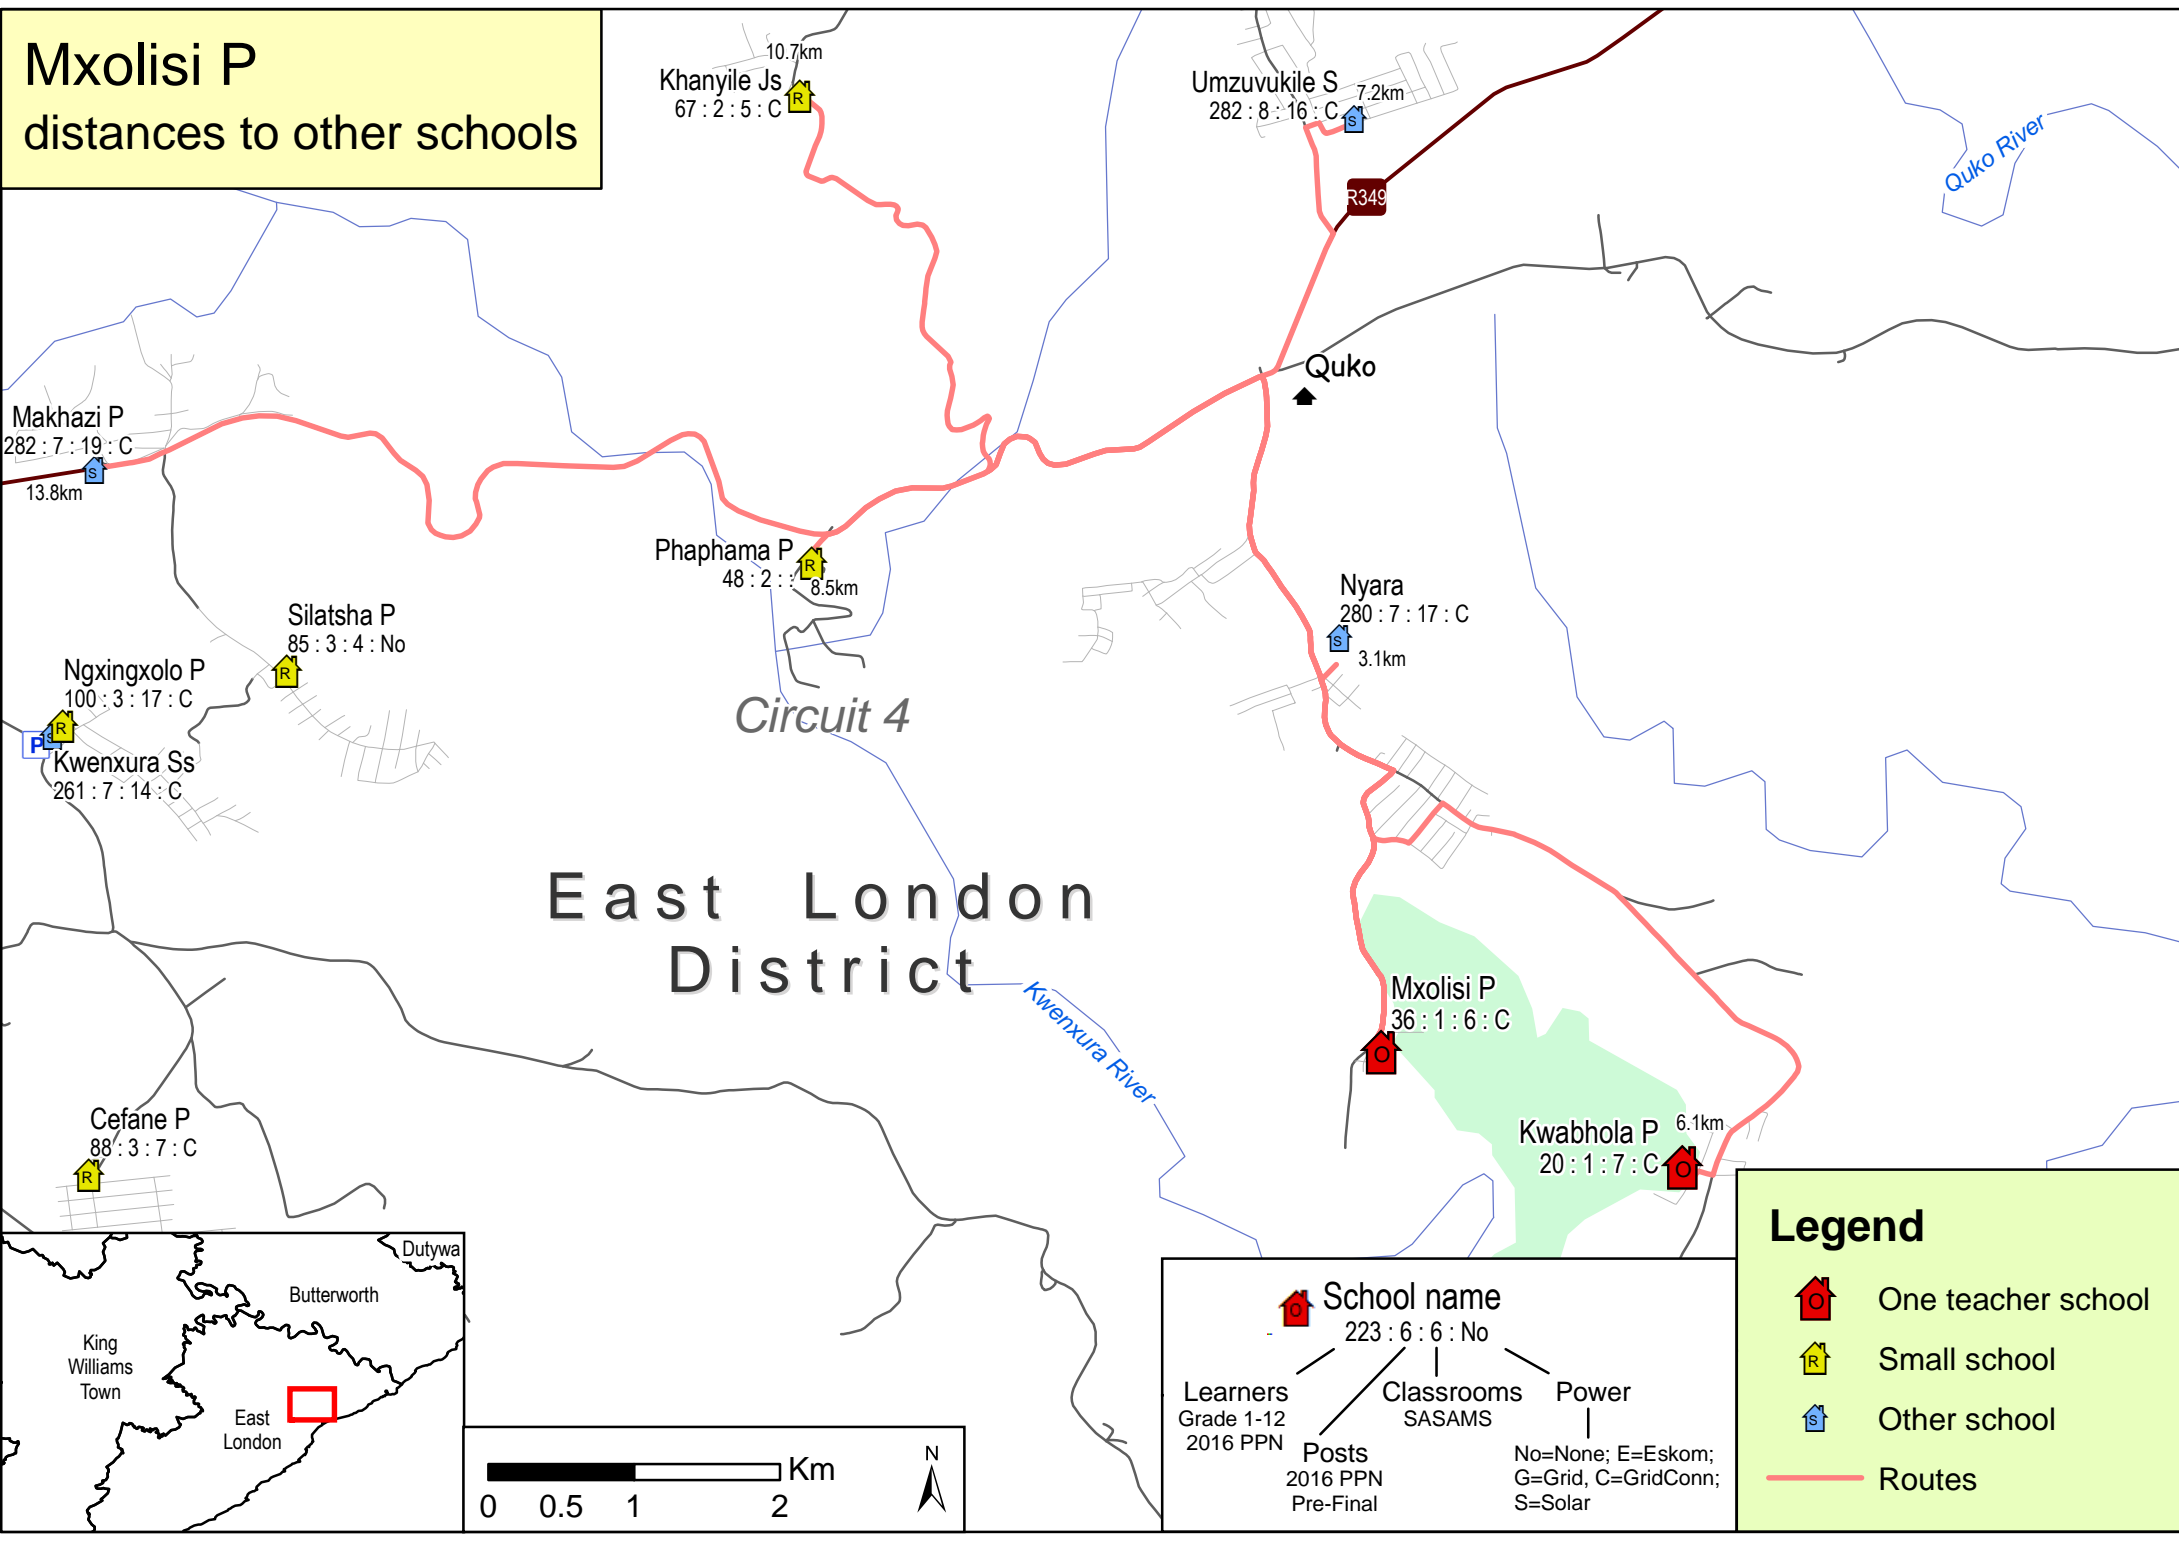 Mxolisi P
distances to other schools
10.7km
Khanyile Js
67 : 2 : 5 : C
R
Umzuvukile S
282 : 8 : 16 : C
7.2km
S
R349
Quko River
Quko
Makhazi P
282 : 7 : 19 : C
S
13.8km
Phaphama P
48 : 2 : :
R
8.5km
Nyara
280 : 7 : 17 : C
S
3.1km
Silatsha P
85 : 3 : 4 : No
R
Ngxingxolo P
100 : 3 : 17 : C
R
S
P
Kwenxura Ss
261 : 7 : 14 : C
Circuit 4
East London
District
Kwenxura River
Mxolisi P
36 : 1 : 6 : C
O
Kwabhola P
20 : 1 : 7 : C
6.1km
O
Cefane P
88 : 3 : 7 : C
R
Dutywa
Butterworth
King
Williams
Town
East
London
Km
0 0.5 1 2
N
O
School name
223 : 6 : 6 : No
Learners
Grade 1-12
2016 PPN
Posts
2016 PPN
Pre-Final
Classrooms
SASAMS
Power
No=None; E=Eskom;
G=Grid, C=GridConn;
S=Solar
Legend
O One teacher school
R Small school
S Other school
Routes